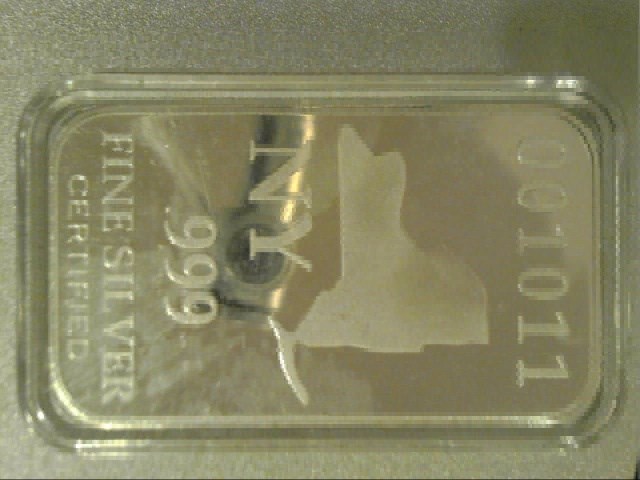 001011
NY
999
FINE SILVER
CERTIFIED